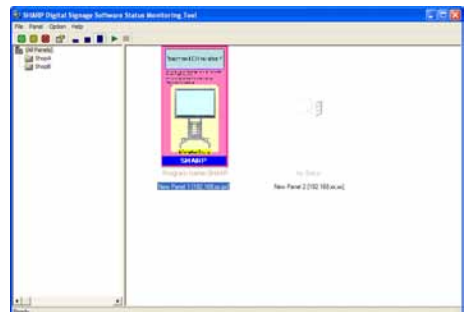 SHARP Digital Signage Software Status Monitoring Tool
File Panel Option Help
[All Panels]
ShopA
ShopB
SHARP
Program name:SHARP
New Panel 1 [192.168.xx.xx]
No Status
New Panel 2 [192.168.xx.xx]
Ready